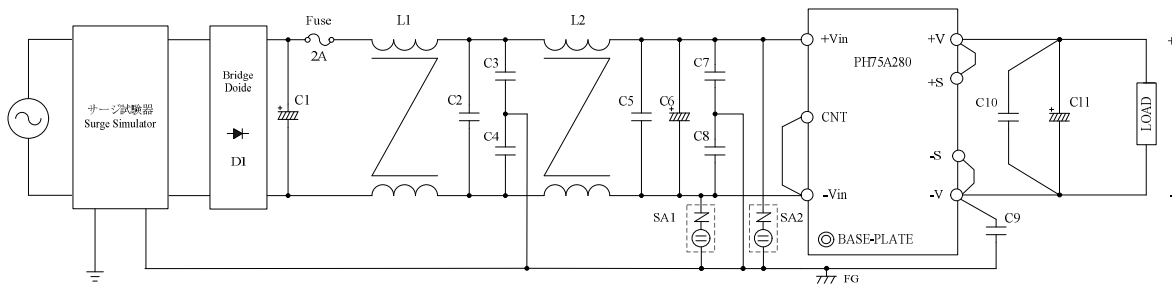 Fuse
2A
L1
L2
サージ試験器
Surge Simulator
Bridge
Doide
D1
C1
C2
C3
C4
C5
C6
C7
C8
SA1
SA2
+Vin
CNT
-Vin
PH75A280
BASE-PLATE
+V
+S
-S
-V
FG
C9
C10
C11
LOAD
+
-